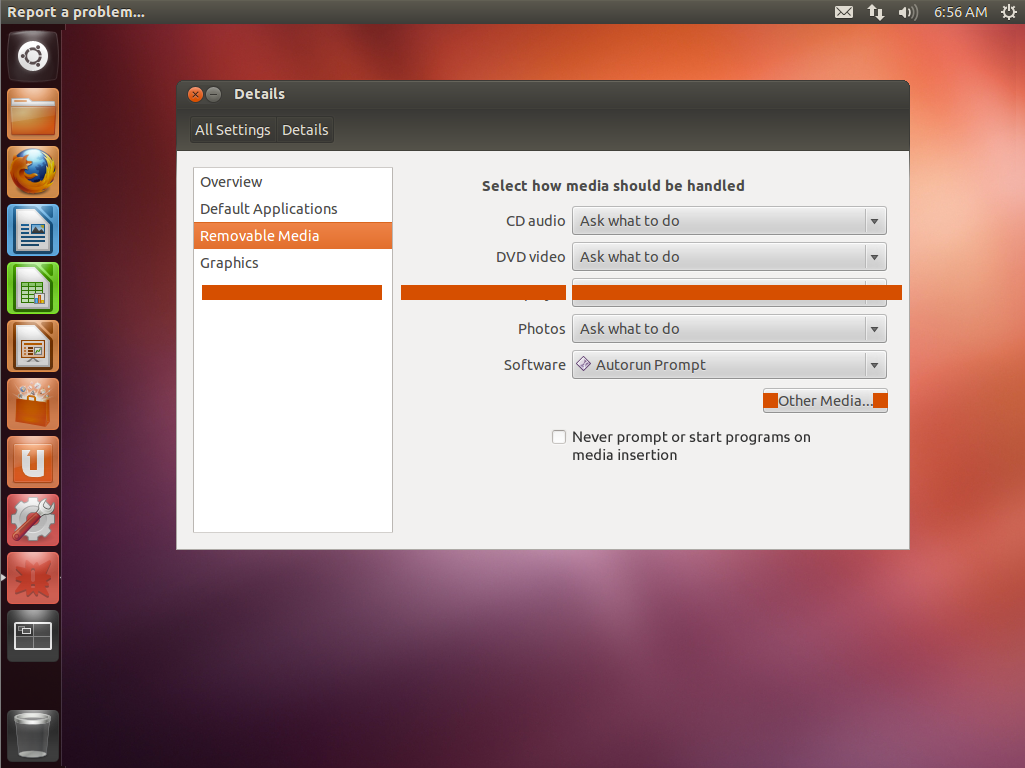 Report a problem...
6:56 AM
Details
All Settings Details
Overview
Default Applications
Removable Media
Graphics
Select how media should be handled
CD audio Ask what to do
DVD video Ask what to do
Photos Ask what to do
Software Autorun Prompt
Other Media...
Never prompt or start programs on
media insertion